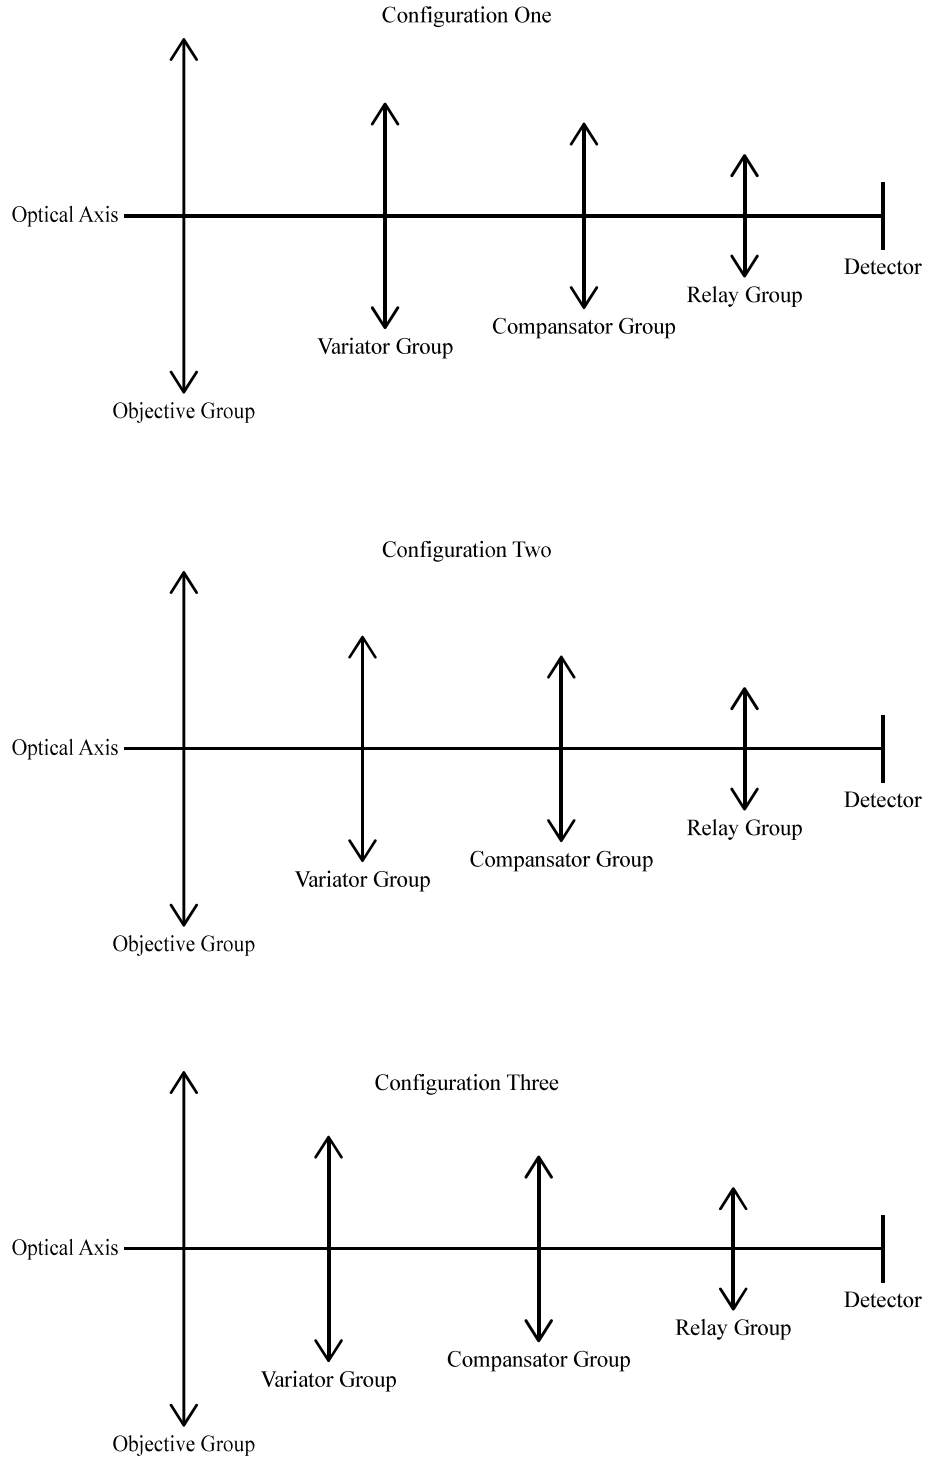 Configuration One
Optical Axis
Detector
Relay Group
Compansator Group
Variator Group
Objective Group
Configuration Two
Optical Axis
Detector
Relay Group
Compansator Group
Variator Group
Objective Group
Configuration Three
Optical Axis
Detector
Relay Group
Compansator Group
Variator Group
Objective Group